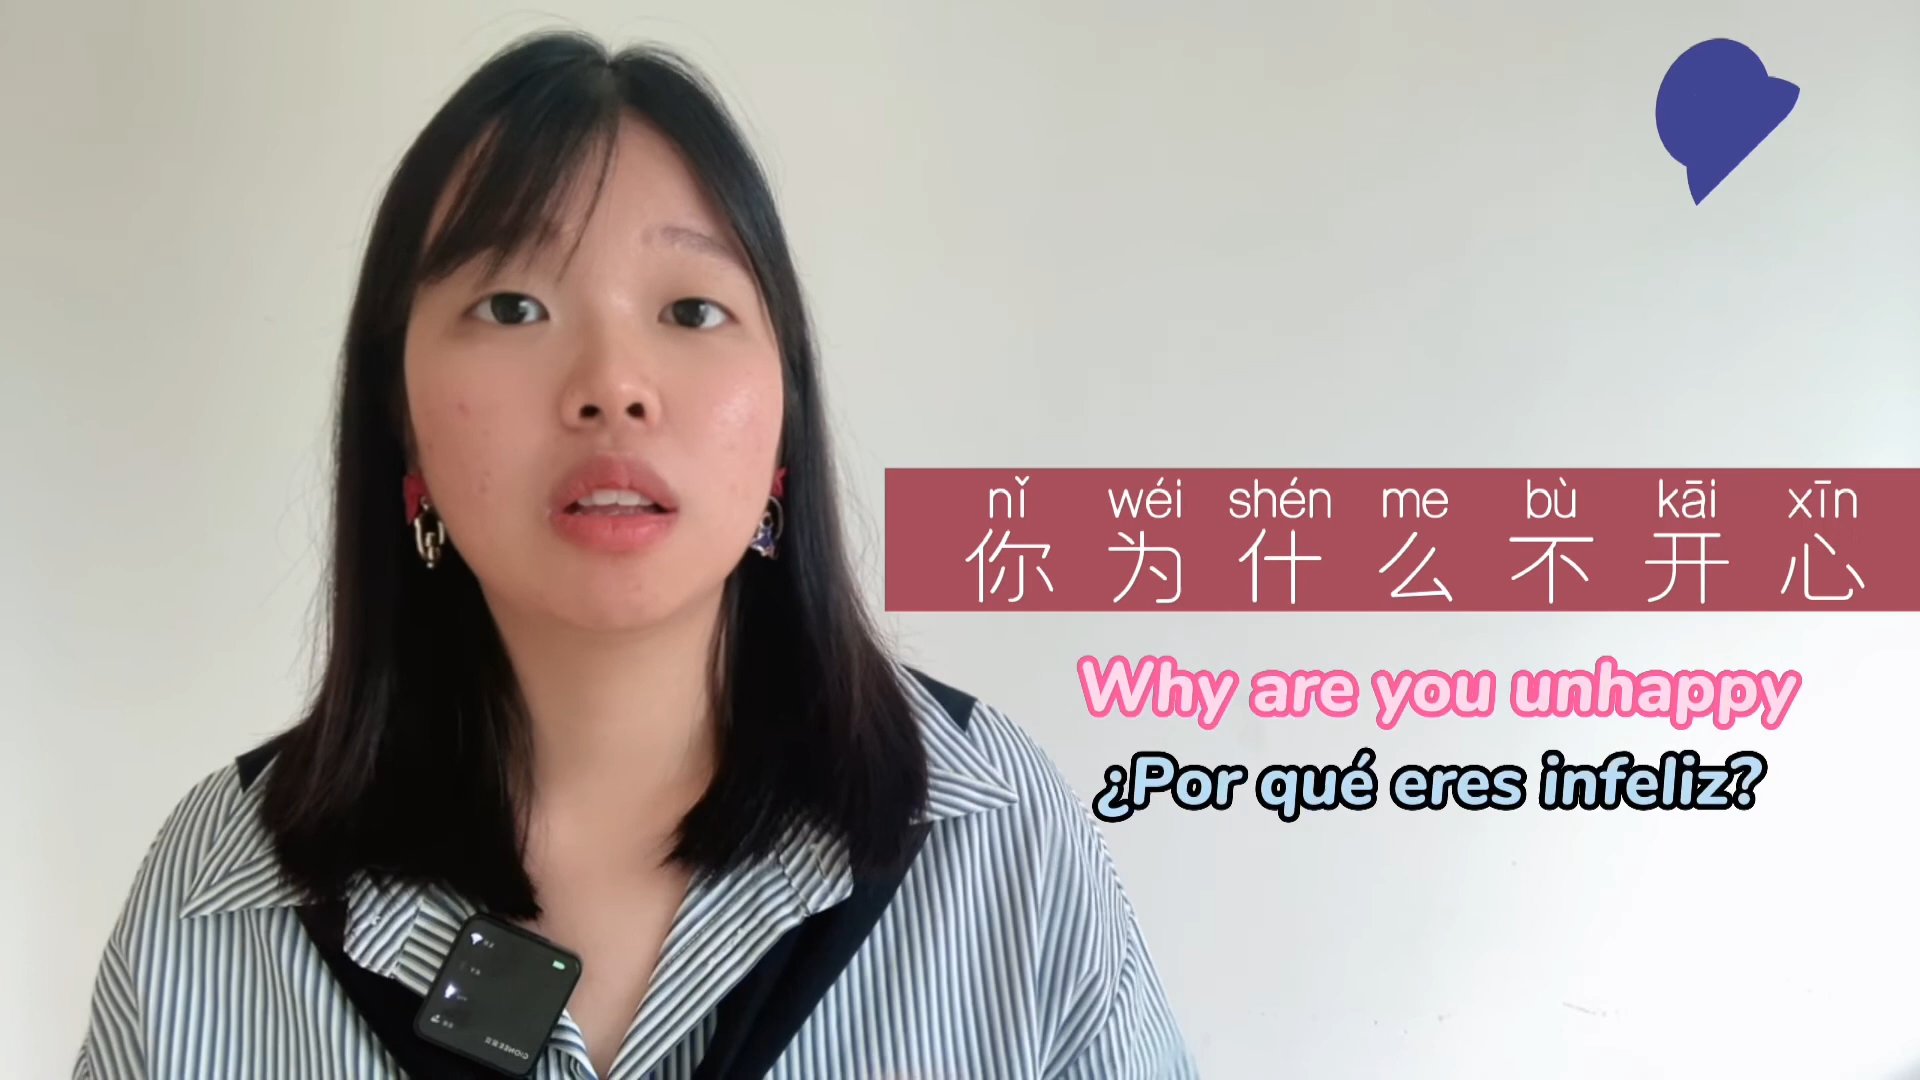 nǐ wéi shén me bù kāi xīn
你为什么不开心
Why are you unhappy
¿Por qué eres infeliz?